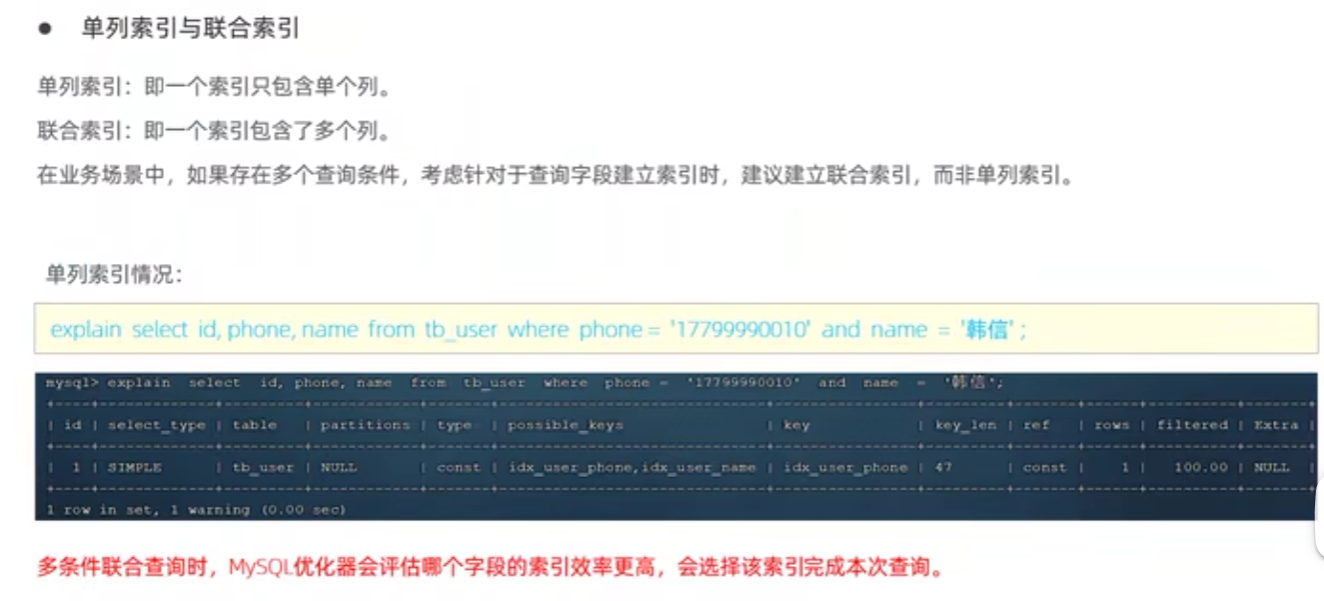 ● 单列索引与联合索引
单列索引：即一个索引只包含单个列。
联合索引：即一个索引包含了多个列。
在业务场景中，如果存在多个查询条件，考虑针对于查询字段建立索引时，建议建立联合索引，而非单列索引。
单列索引情况：
explain select id, phone, name from tb_user where phone = '17799990010' and name = '韩信' ;
mysql> explain select id, phone, name from tb_user where phone = '17799990010' and name = '韩信';
| id | select_type | table | partitions | type | possible_keys | key | key_len | ref | rows | filtered | Extra |
| 1 | SIMPLE | tb_user | NULL | const | idx_user_phone,idx_user_name | idx_user_phone | 47 | const | 1 | 100.00 | NULL |
1 row in set, 1 warning (0.00 sec)
多条件联合查询时，MySQL优化器会评估哪个字段的索引效率更高，会选择该索引完成本次查询。